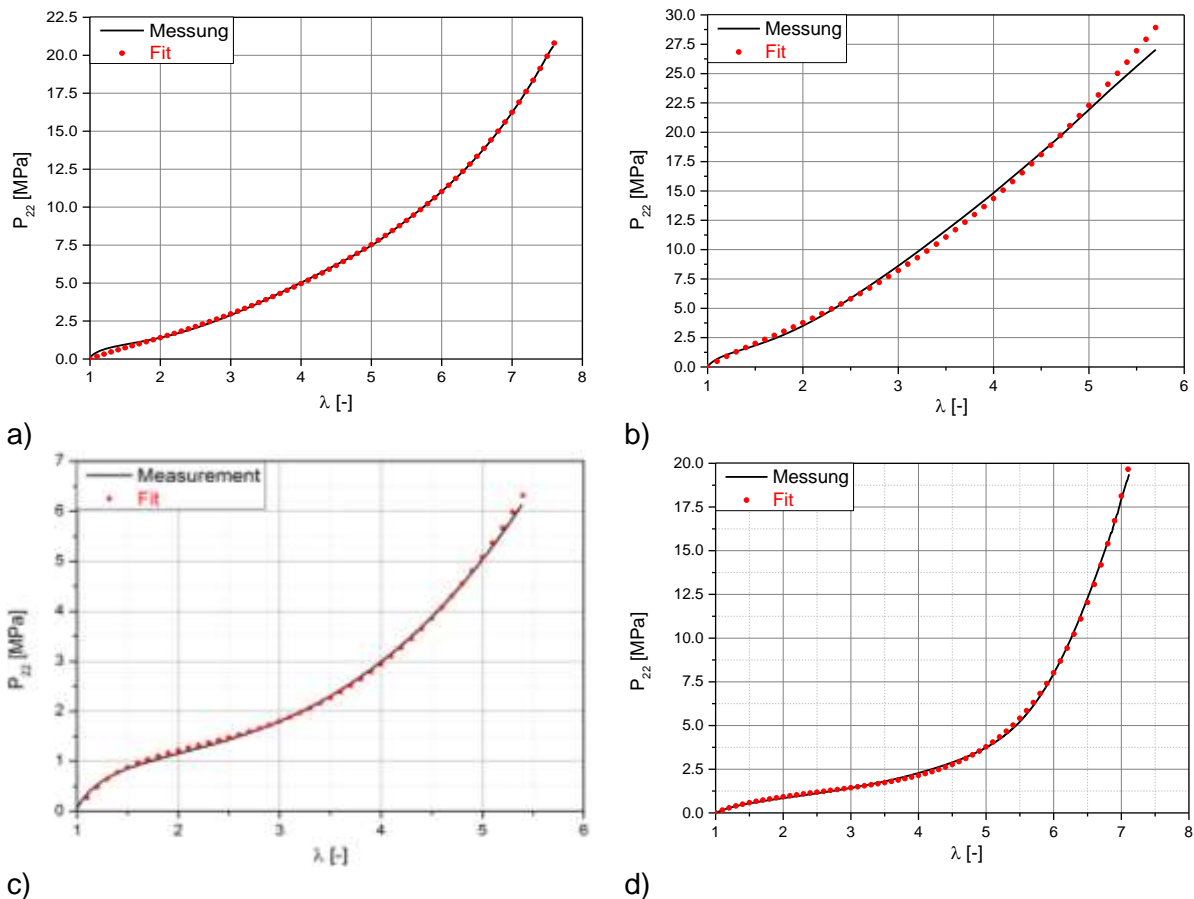 22.5
20.0
17.5
15.0
12.5
10.0
7.5
5.0
2.5
0.0
P22 [MPa]
Messung
Fit
1 2 3 4 5 6 7 8
λ [-]
a)
30.0
27.5
25.0
22.5
20.0
17.5
15.0
12.5
10.0
7.5
5.0
2.5
0.0
P22 [MPa]
Messung
Fit
1 2 3 4 5 6
λ [-]
b)
7
6
5
4
3
2
1
0
P22 [MPa]
Measurement
Fit
1 2 3 4 5 6
λ [-]
c)
20.0
17.5
15.0
12.5
10.0
7.5
5.0
2.5
0.0
P22 [MPa]
Messung
Fit
1 2 3 4 5 6 7 8
λ [-]
d)